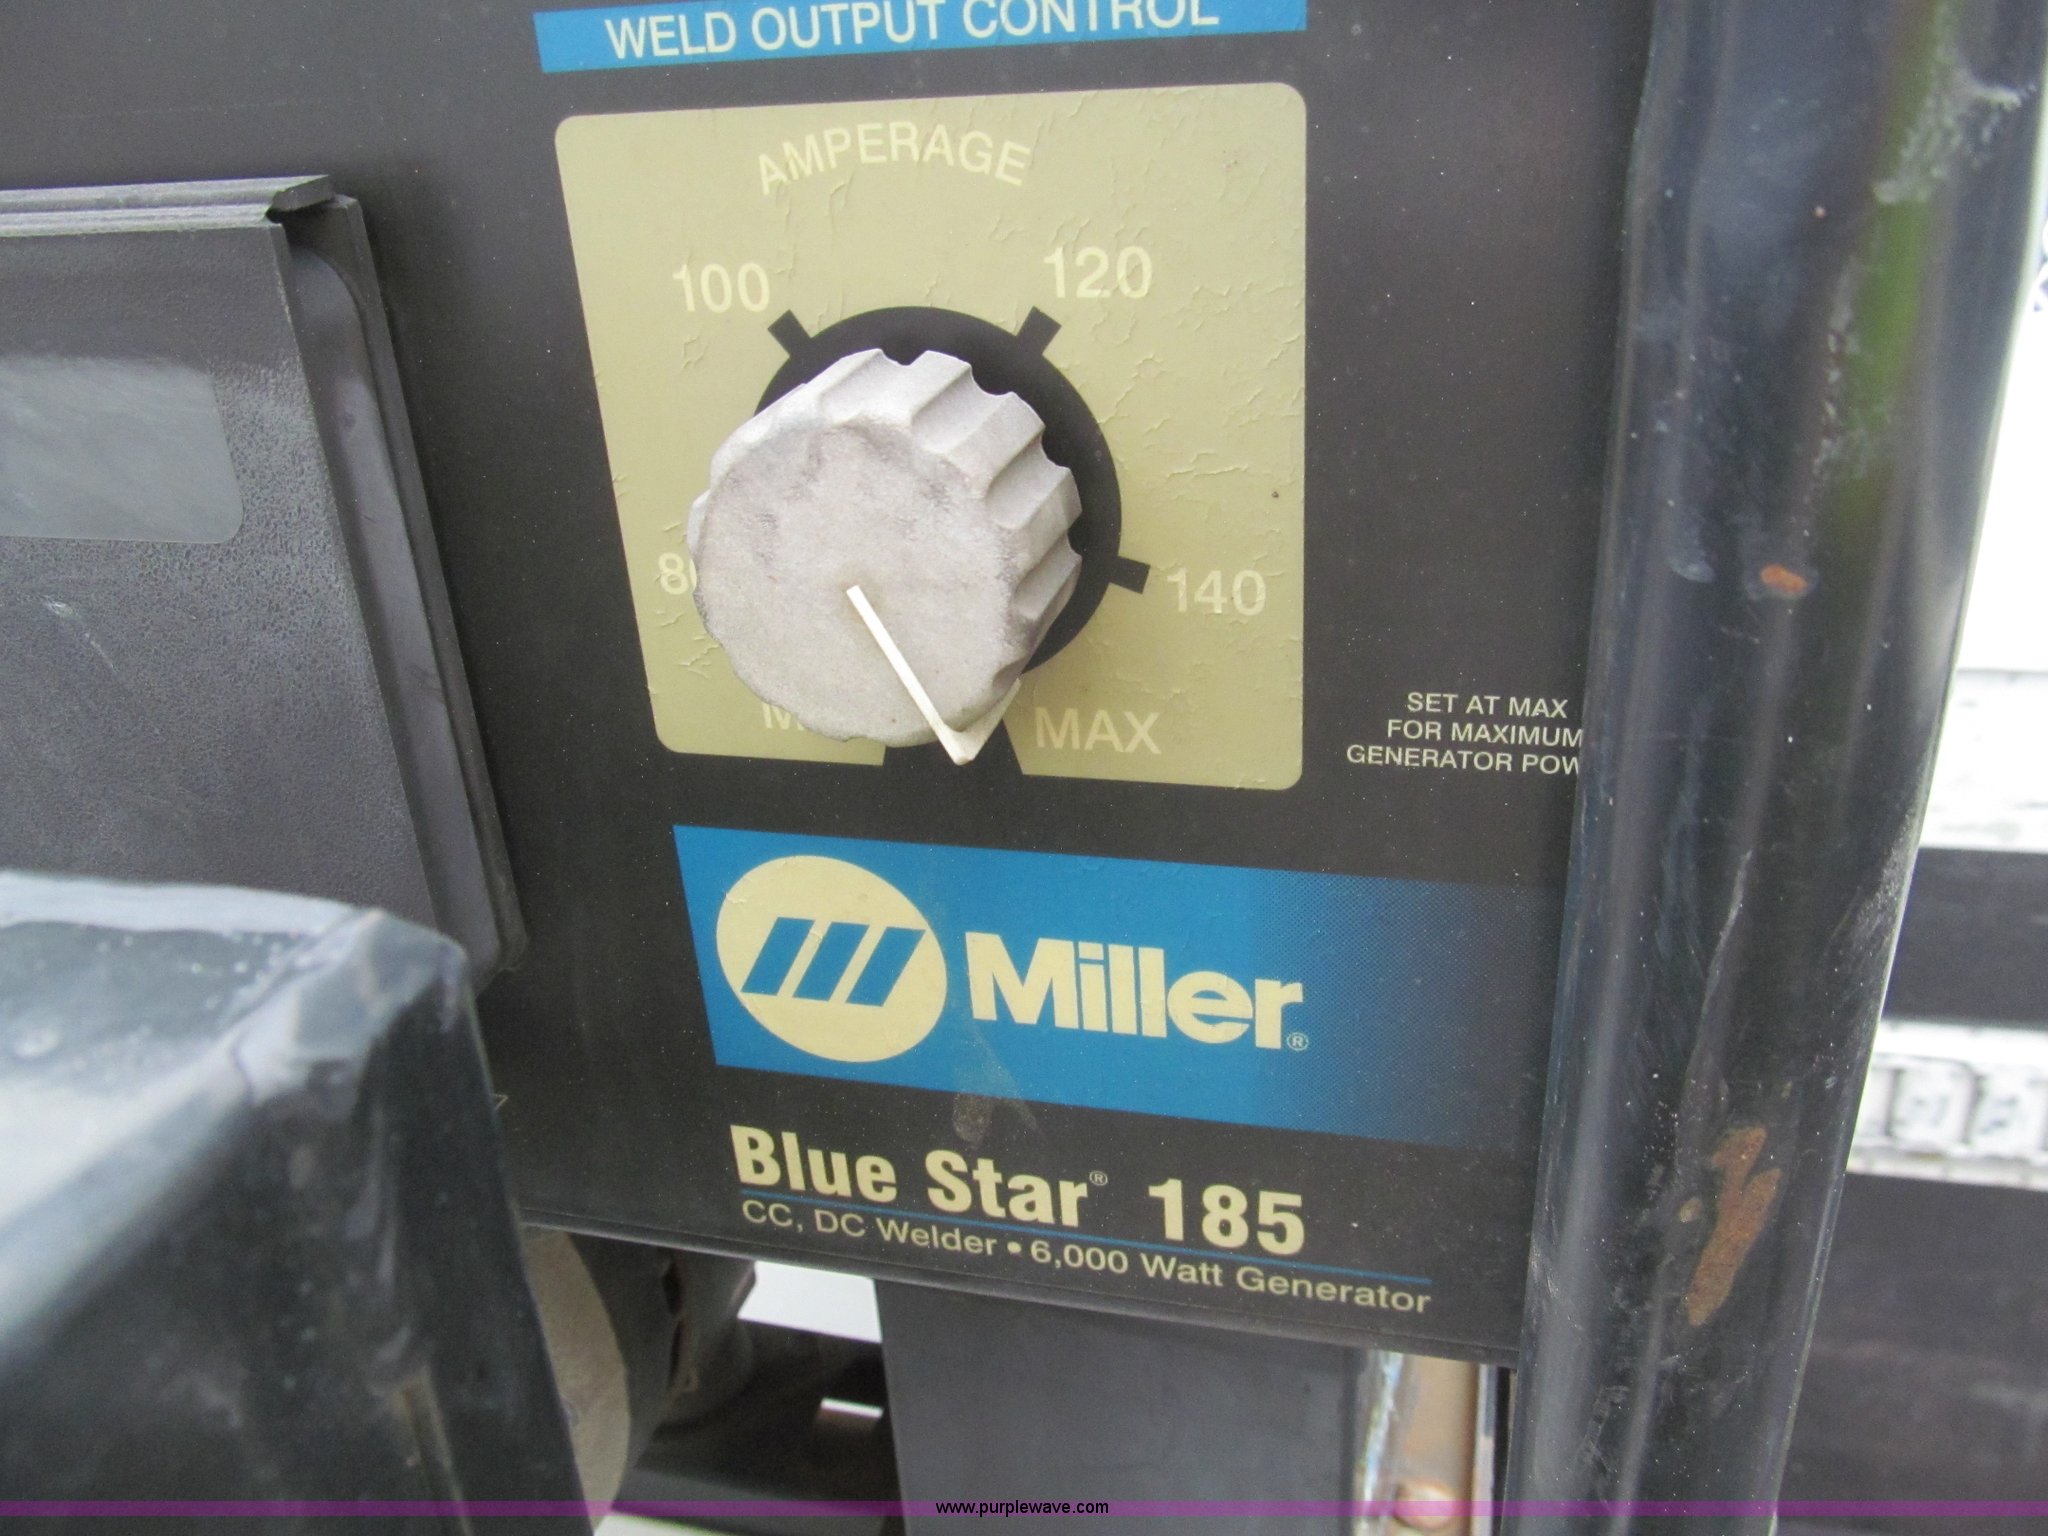 WELD OUTPUT CONTROL
AMPERAGE
100
120
140
MAX
SET AT MAX
FOR MAXIMUM
GENERATOR
Miller®
Blue Star® 185
CC, DC Welder • 6,000 Watt Generator
www.purplewave.com